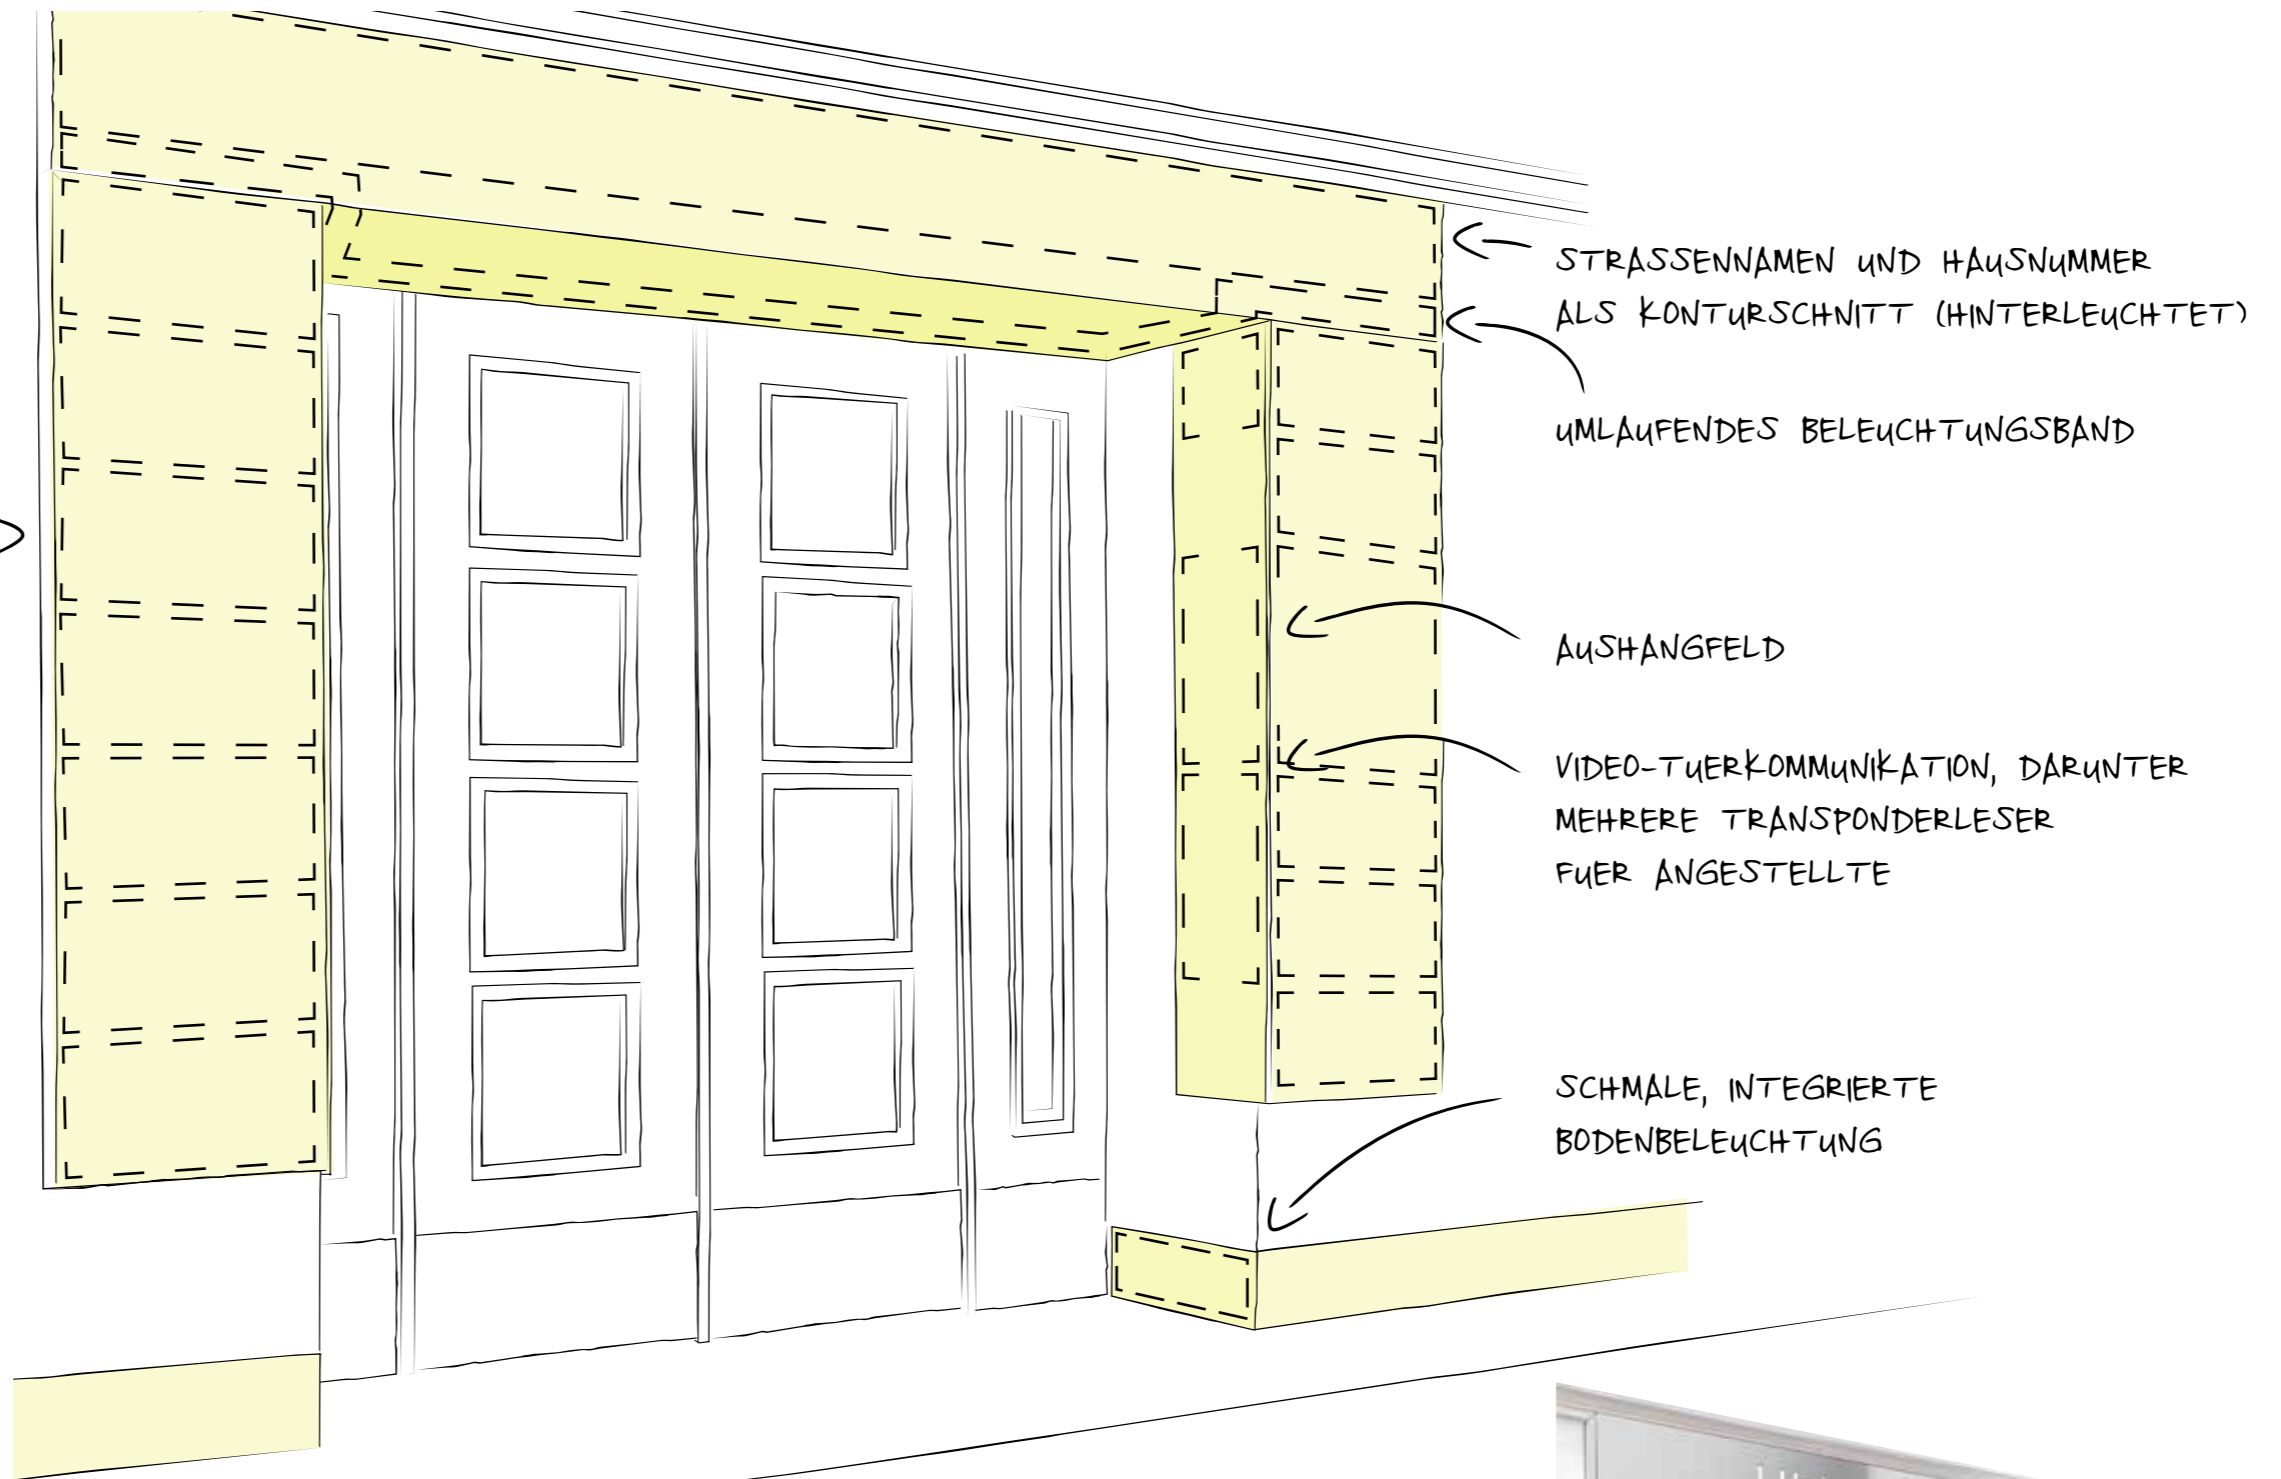 STRASSENNAMEN UND HAUSNUMMER
ALS KONTURSCHNITT (HINTERLEUCHTET)
UMLAUFENDES BELEUCHTUNGSBAND
AUSHANGFELD
VIDEO-TUERKOMMUNIKATION, DARUNTER
MEHRERE TRANSPONDERLESER
FUER ANGESTELLTE
SCHMALE, INTEGRIERTE
BODENBELEUCHTUNG